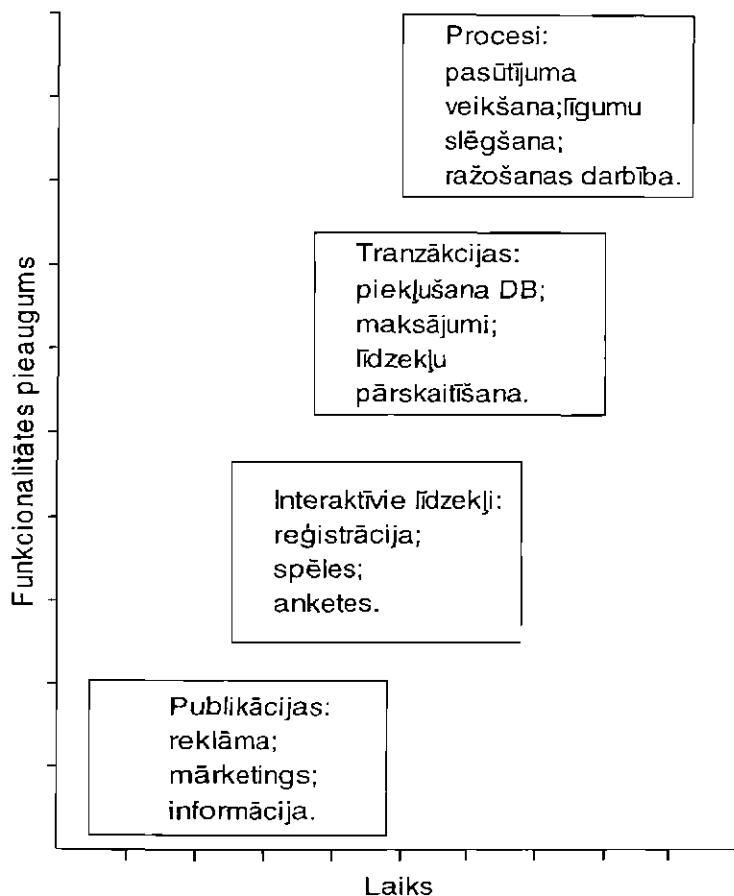 Procesi:
pasūtījuma
veikšana;līgumu
slēgšana;
ražošanas darbība.
Tranzākcijas:
piekļušana DB;
maksājumi;
līdzekļu
pārskaitīšana.
Interaktīvie līdzekļi:
reģistrācija;
spēles;
anketes.
Publikācijas:
reklāma;
mārketings;
informācija.
Funkcionalitātes pieaugums
Laiks